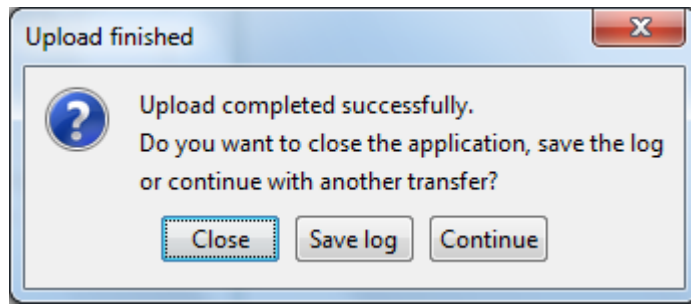 Upload finished
Upload completed successfully.
Do you want to close the application, save the log
or continue with another transfer?
Close Save log Continue